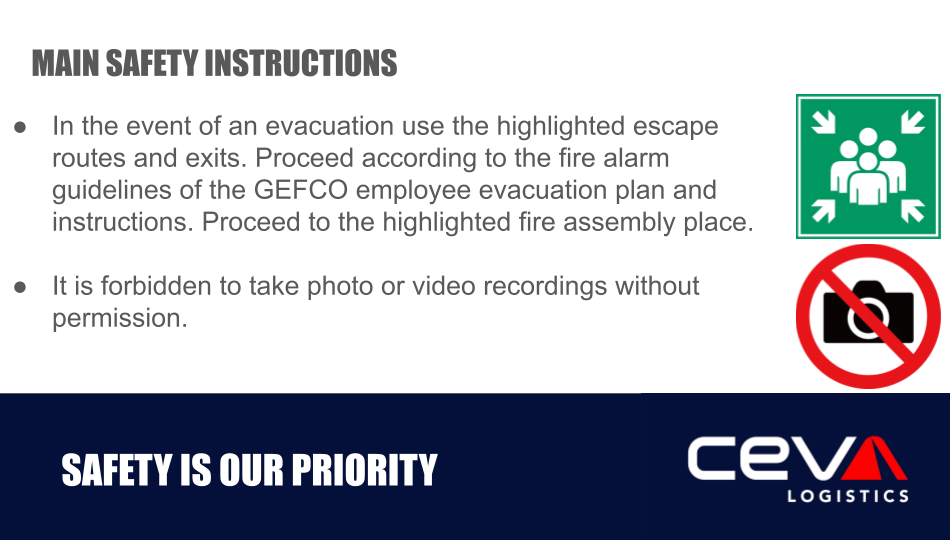 MAIN SAFETY INSTRUCTIONS
● In the event of an evacuation use the highlighted escape
routes and exits. Proceed according to the fire alarm
guidelines of the GEFCO employee evacuation plan and
instructions. Proceed to the highlighted fire assembly place.
● It is forbidden to take photo or video recordings without
permission.
SAFETY IS OUR PRIORITY
CEVA
LOGISTICS